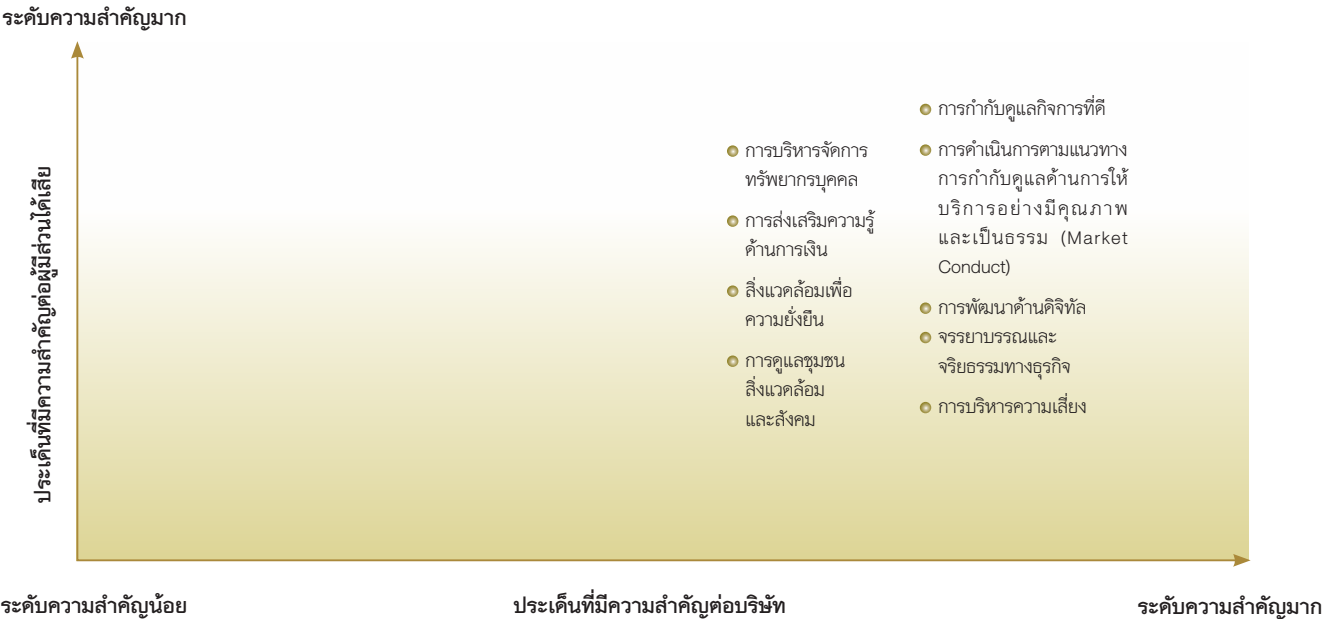 ระดับความสำคัญมาก
ประเด็นที่มีความสำคัญต่อผู้มีส่วนได้เสีย
การบริหารจัดการ
ทรัพยากรบุคคล
การส่งเสริมความรู้
ด้านการเงิน
สิ่งแวดล้อมเพื่อ
ความยั่งยืน
การดูแลชุมชน
สิ่งแวดล้อม
และสังคม
การกำกับดูแลกิจการที่ดี
การดำเนินการตามแนวทาง
การกำกับดูแลด้านการให้
บริการอย่างมีคุณภาพ
และเป็นธรรม (Market
Conduct)
การพัฒนาด้านดิจิทัล
จรรยาบรรณและ
จริยธรรมทางธุรกิจ
การบริหารความเสี่ยง
ระดับความสำคัญน้อย
ประเด็นที่มีความสำคัญต่อบริษัท
ระดับความสำคัญมาก